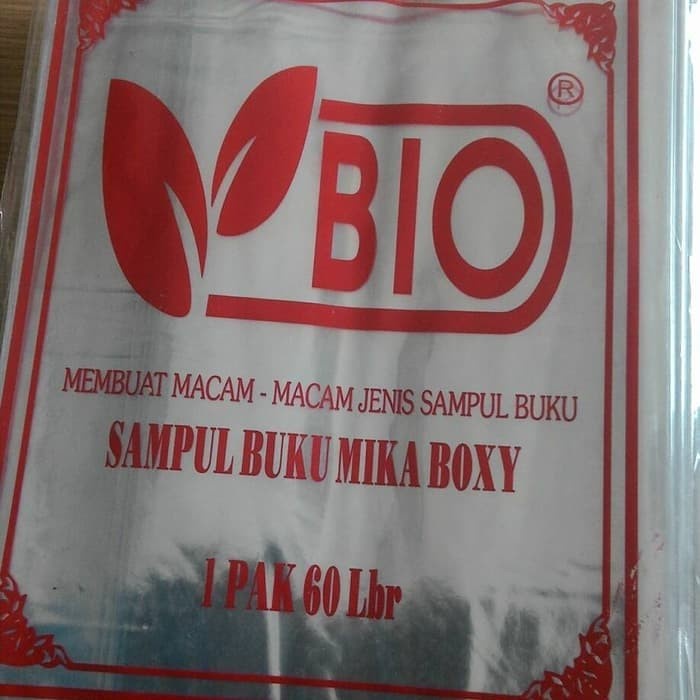 BIO ®
MEMBUAT MACAM - MACAM JENIS SAMPUL BUKU
SAMPUL BUKU MIKA BOXY
1 PAK 60 Lbr